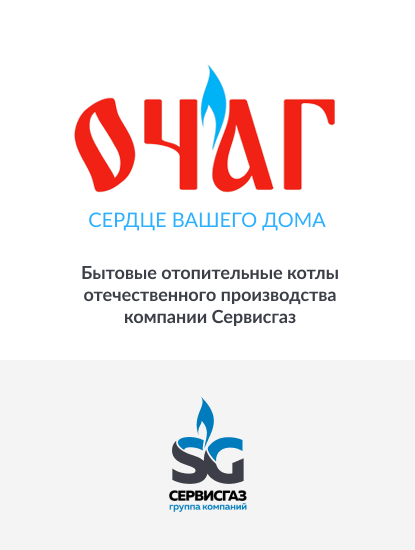 ОЧАГ
СЕРДЦЕ ВАШЕГО ДОМА
Бытовые отопительные котлы
отечественного производства
компании Сервисгаз
SG
СЕРВИСГАЗ
группа компаний